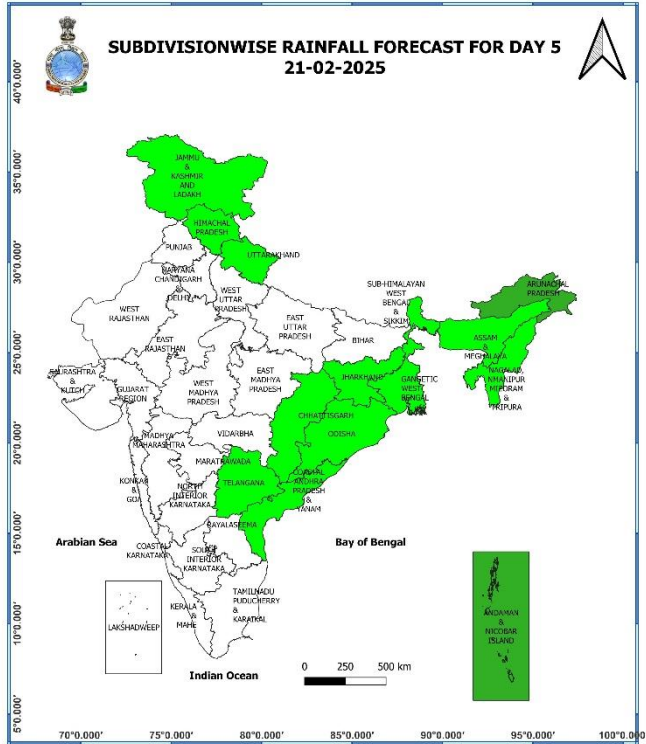 SUBDIVISIONWISE RAINFALL FORECAST FOR DAY 5
21-02-2025
40°0.000'
35°0.000'
30°0.000'
25°0.000'
20°0.000'
15°0.000'
10°0.000'
5°0.000'
JAMMU
&
KASHMIR
AND
LADAKH
HIMACHAL
PRADESH
PUNJAB
UTTARAKHAND
HARYANA
CHANDIGARH
&
DELHI
WEST
UTTAR
PRADESH
SUB-HIMALAYAN
WEST
BENGAL
&
SIKKIM
ARUNACHAL
PRADESH
WEST
RAJASTHAN
EAST
UTTAR
PRADESH
BIHAR
EAST
RAJASTHAN
ASSAM
&
MEGHALAYA
SAURASHTRA
&
KUTCH
GUJARAT
REGION
WEST
MADHYA
PRADESH
EAST
MADHYA
PRADESH
JHARKHAND
GANGETIC
WEST
BENGAL
NAGALAD,
NMANIPUR
MIZORAM
&
TRIPURA
CHHATTISGARH
ODISHA
MADHYA
MAHARASHTRA
VIDARBHA
MARATHWADA
KONKAN
&
GOA
NORTH
INTERIOR
KARNATAKA
TELANGANA
COASTAL
ANDHRA
PRADESH
&
YANAM
RAYALASEEMA
Arabian Sea
COASTAL
KARNATAKA
SOUTH
INTERIOR
KARNATAKA
Bay of Bengal
LAKSHADWEEP
KERALA
&
MAHE
TAMILNADU
PUDUCHERRY
&
KARAIKAL
ANDAMAN
&
NICOBAR
ISLAND
Indian Ocean
0 250 500 km
70°0.000' 75°0.000' 80°0.000' 85°0.000' 90°0.000' 95°0.000' 100°0.000'